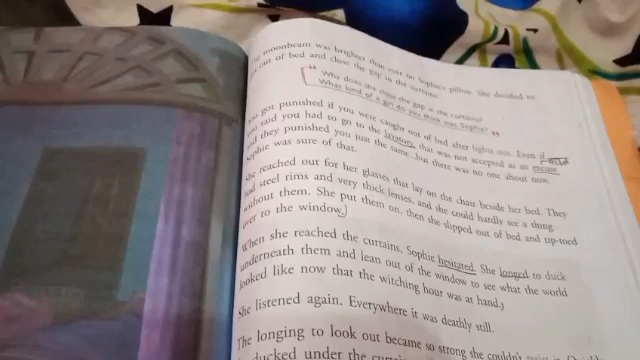 moonbeam was brighter than ever on Sophie's pillow. She decided to
out of bed and close the gap in the curtains.
Why does she close the gap in the curtains?
What kind of a girl do you think was Sophie?
got punished if you were caught out of bed after lights-out. Even if
said you had to go to the lavatory, that was not accepted as an excuse
they punished you just the same. but there was no one about now,
Sophie was sure of that.
She reached out for her glasses that lay on the chair beside her bed. They
had steel rims and very thick lenses, and she could hardly see a thing
without them. She put them on, then she slipped out of bed and tip-toed
over to the window.)
When she reached the curtains, Sophie hesitated. She longed to duck
underneath them and lean out of the window to see what the world
looked like now that the witching hour was at hand.)
She listened again. Everywhere it was deathly still.
The longing to look out became so strong she couldn't resist it.
ducked under the